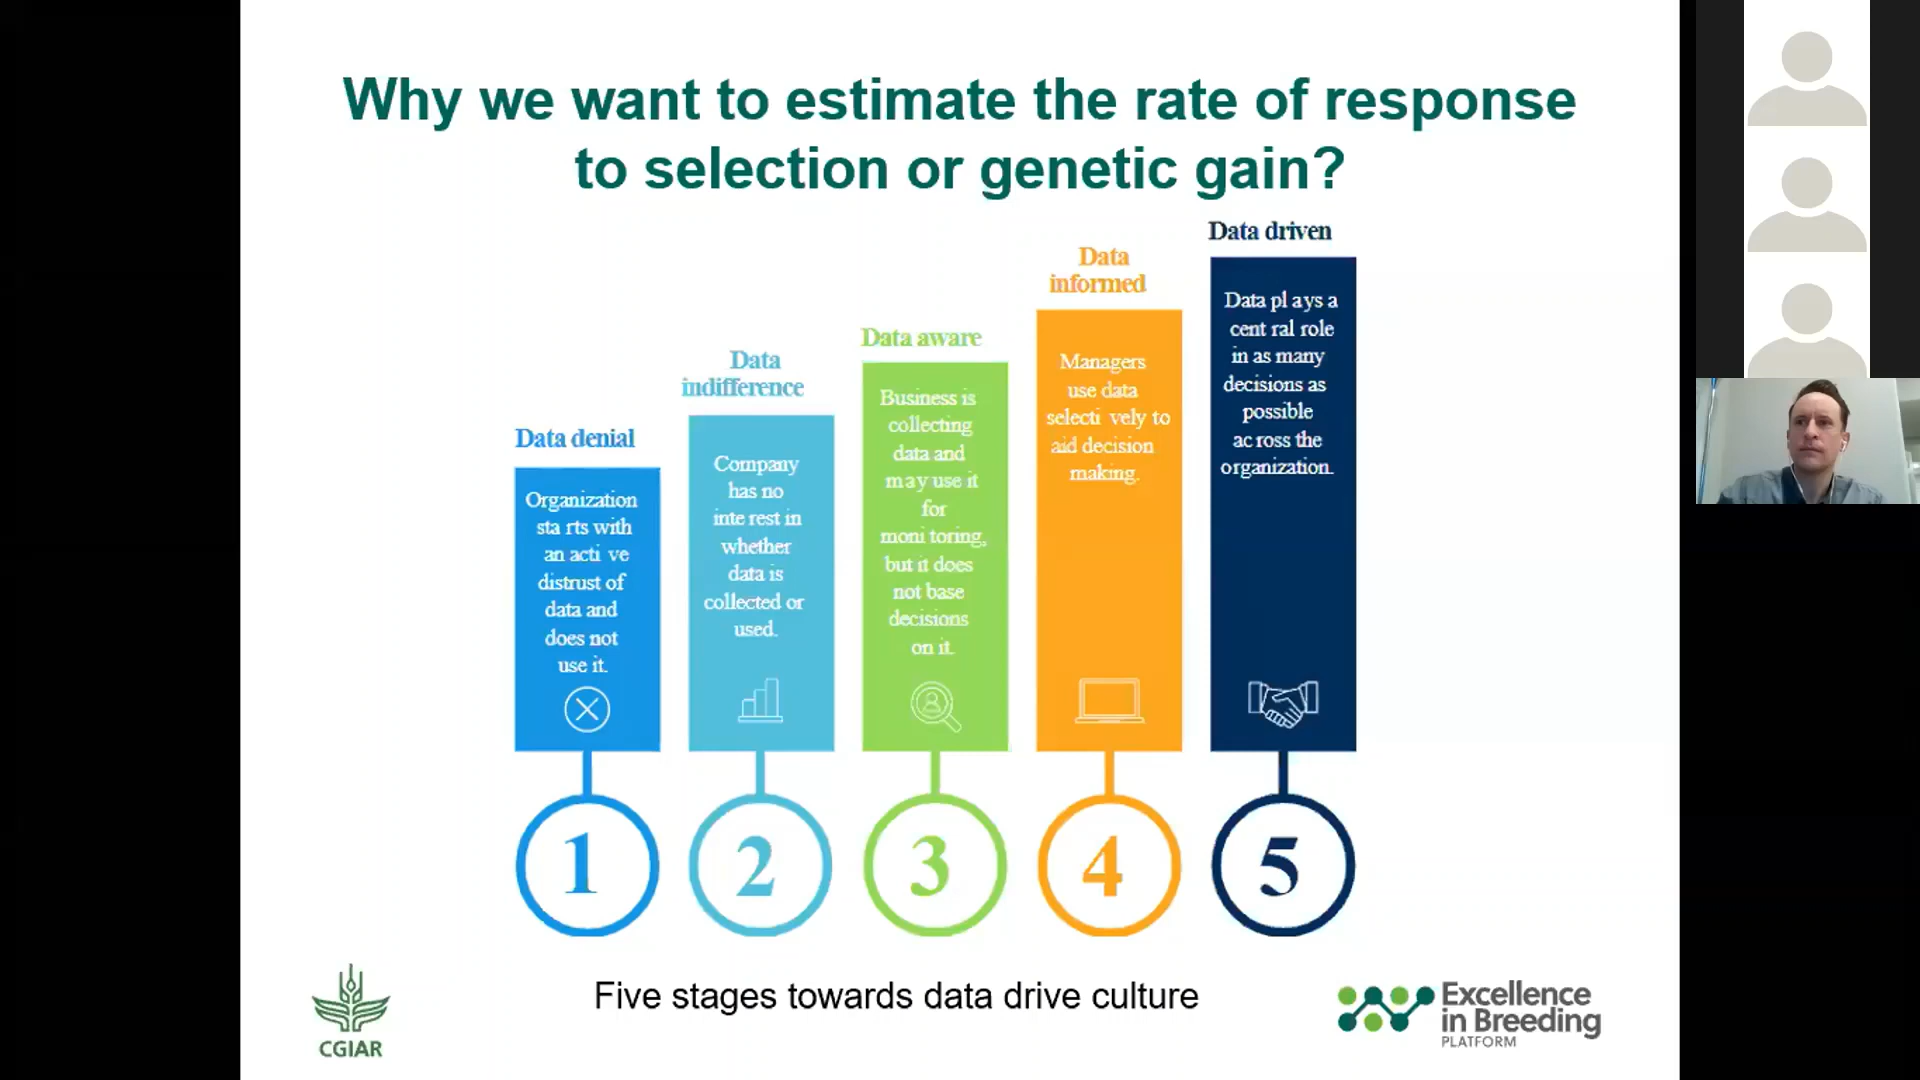 Why we want to estimate the rate of response
to selection or genetic gain?
Data denial
Organization
sta rts with
an acti ve
distrust of
data and
does not
use it.
1
Data
indifference
Company
has no
inte rest in
whether
data is
collected or
used.
2
Data aware
Business is
collecting
data and
may use it
for
moni toring,
but it does
not base
decisions
on it.
3
Data
informed
Managers
use data
selecti vely to
aid decision
making.
4
Data driven
Data pl ays a
cent ral role
in as many
decisions as
possible
ac ross the
organization.
5
Five stages towards data drive culture
CGIAR
Excellence
in Breeding
PLATFORM